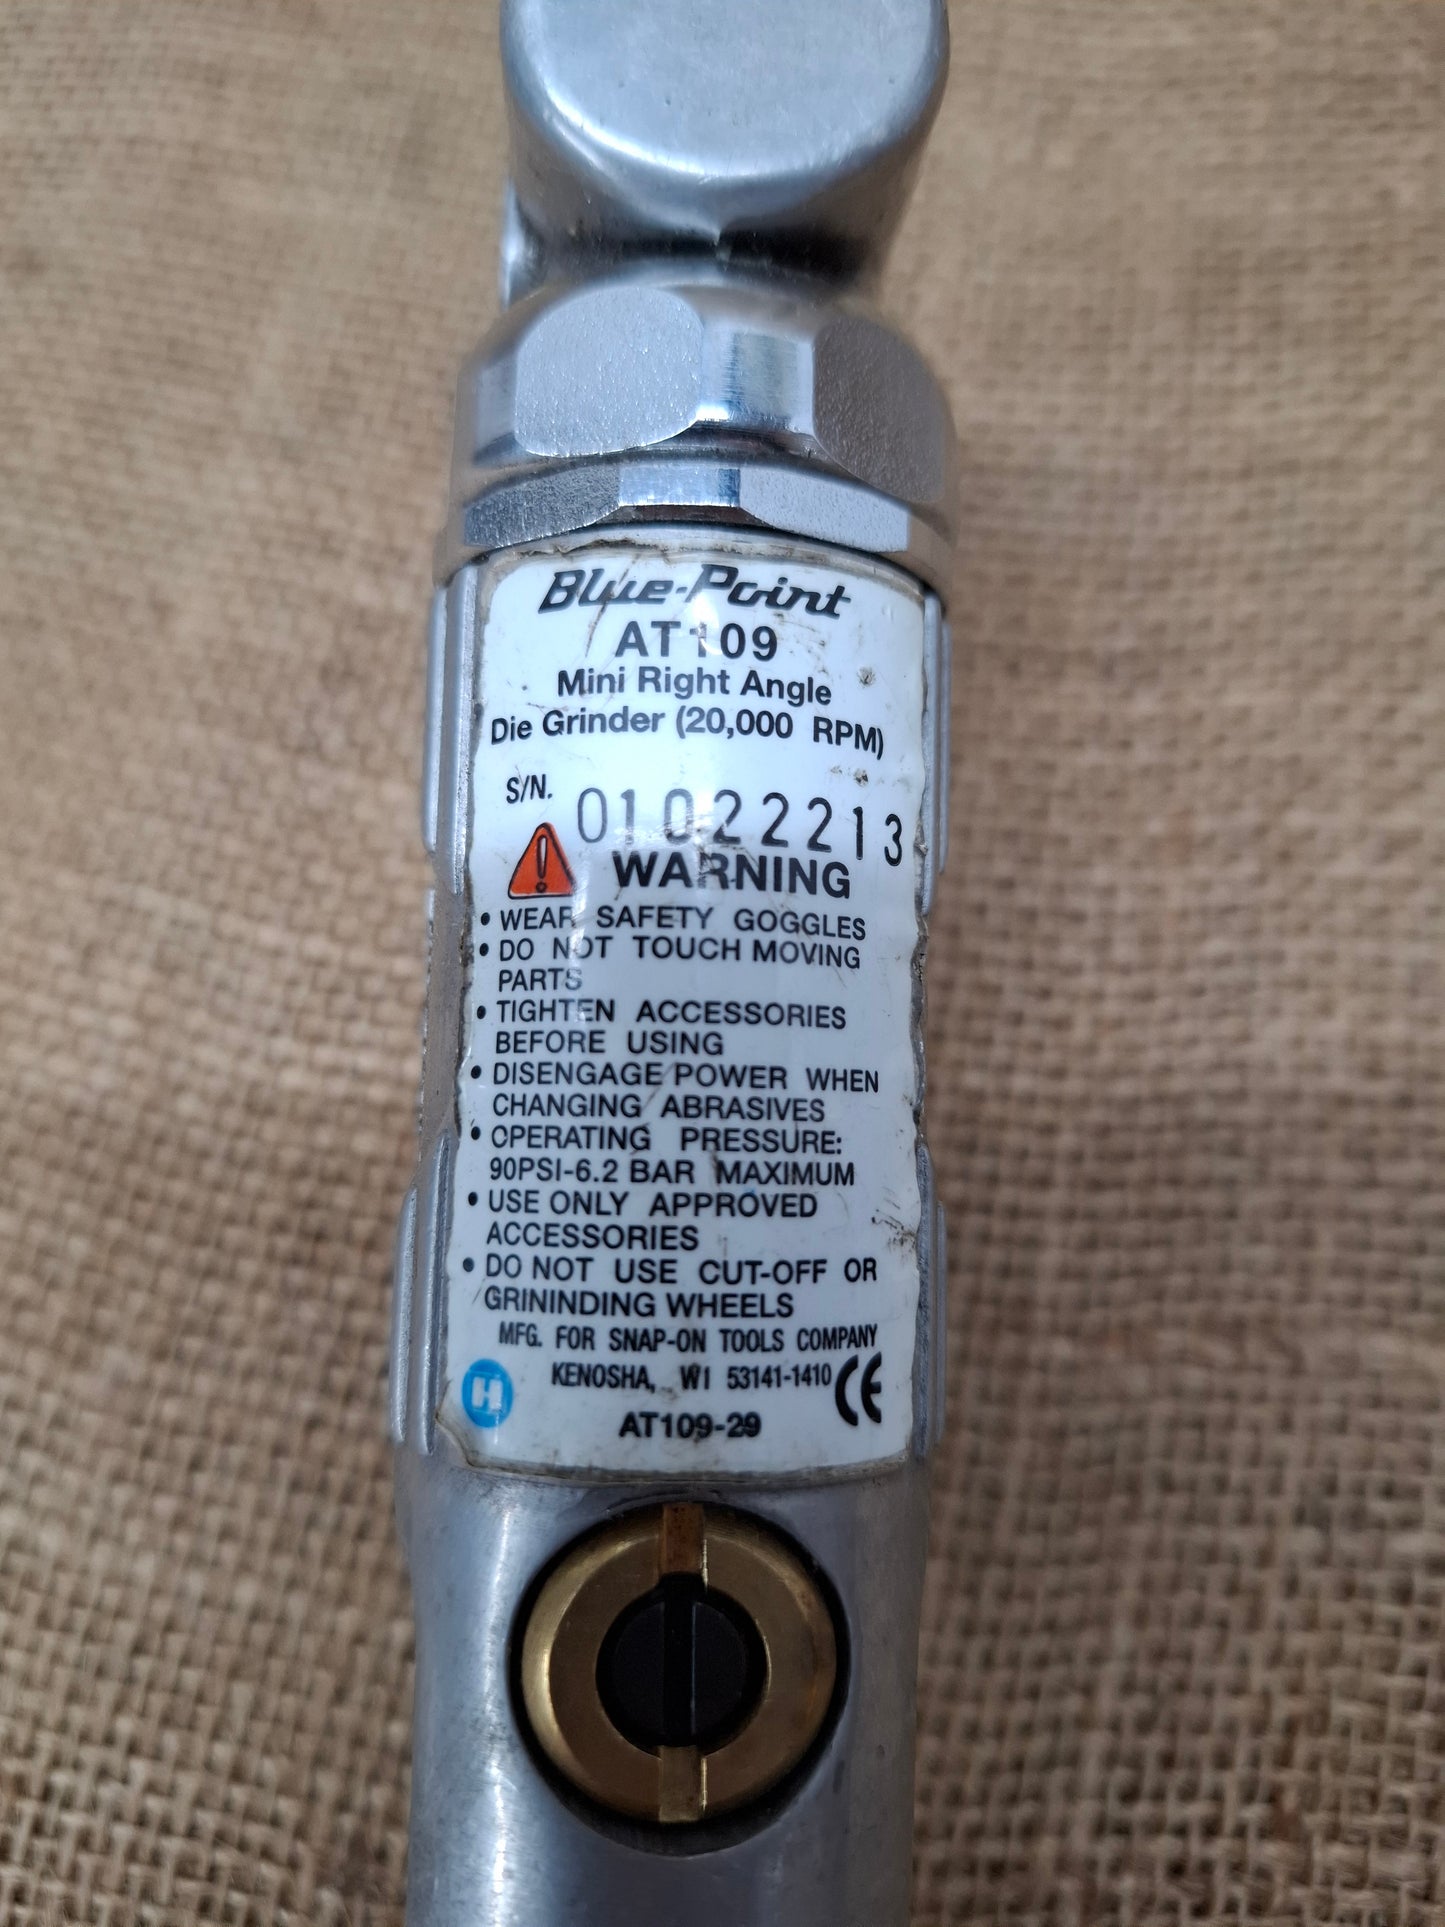 Blue-Point
AT109
Mini Right Angle
Die Grinder (20,000 RPM)
S/N. 01022213
WARNING
• WEAR SAFETY GOGGLES
• DO NOT TOUCH MOVING
PARTS
• TIGHTEN ACCESSORIES
BEFORE USING
• DISENGAGE POWER WHEN
CHANGING ABRASIVES
• OPERATING PRESSURE:
90PSI-6.2 BAR MAXIMUM
• USE ONLY APPROVED
ACCESSORIES
• DO NOT USE CUT-OFF OR
GRININDING WHEELS
MFG. FOR SNAP-ON TOOLS COMPANY
KENOSHA, WI 53141-1410 CE
H
AT109-29